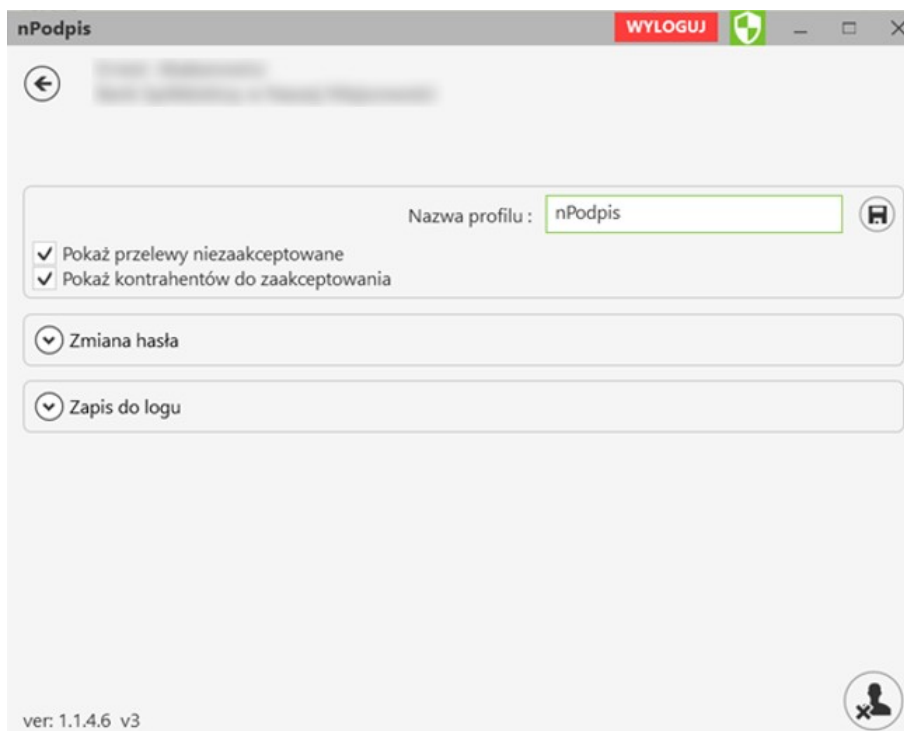 nPodpis WYLOGUJ
Nazwa profilu : nPodpis
Pokaż przelewy niezaakceptowane
Pokaż kontrahentów do zaakceptowania
Zmiana hasła
Zapis do logu
ver: 1.1.4.6 v3